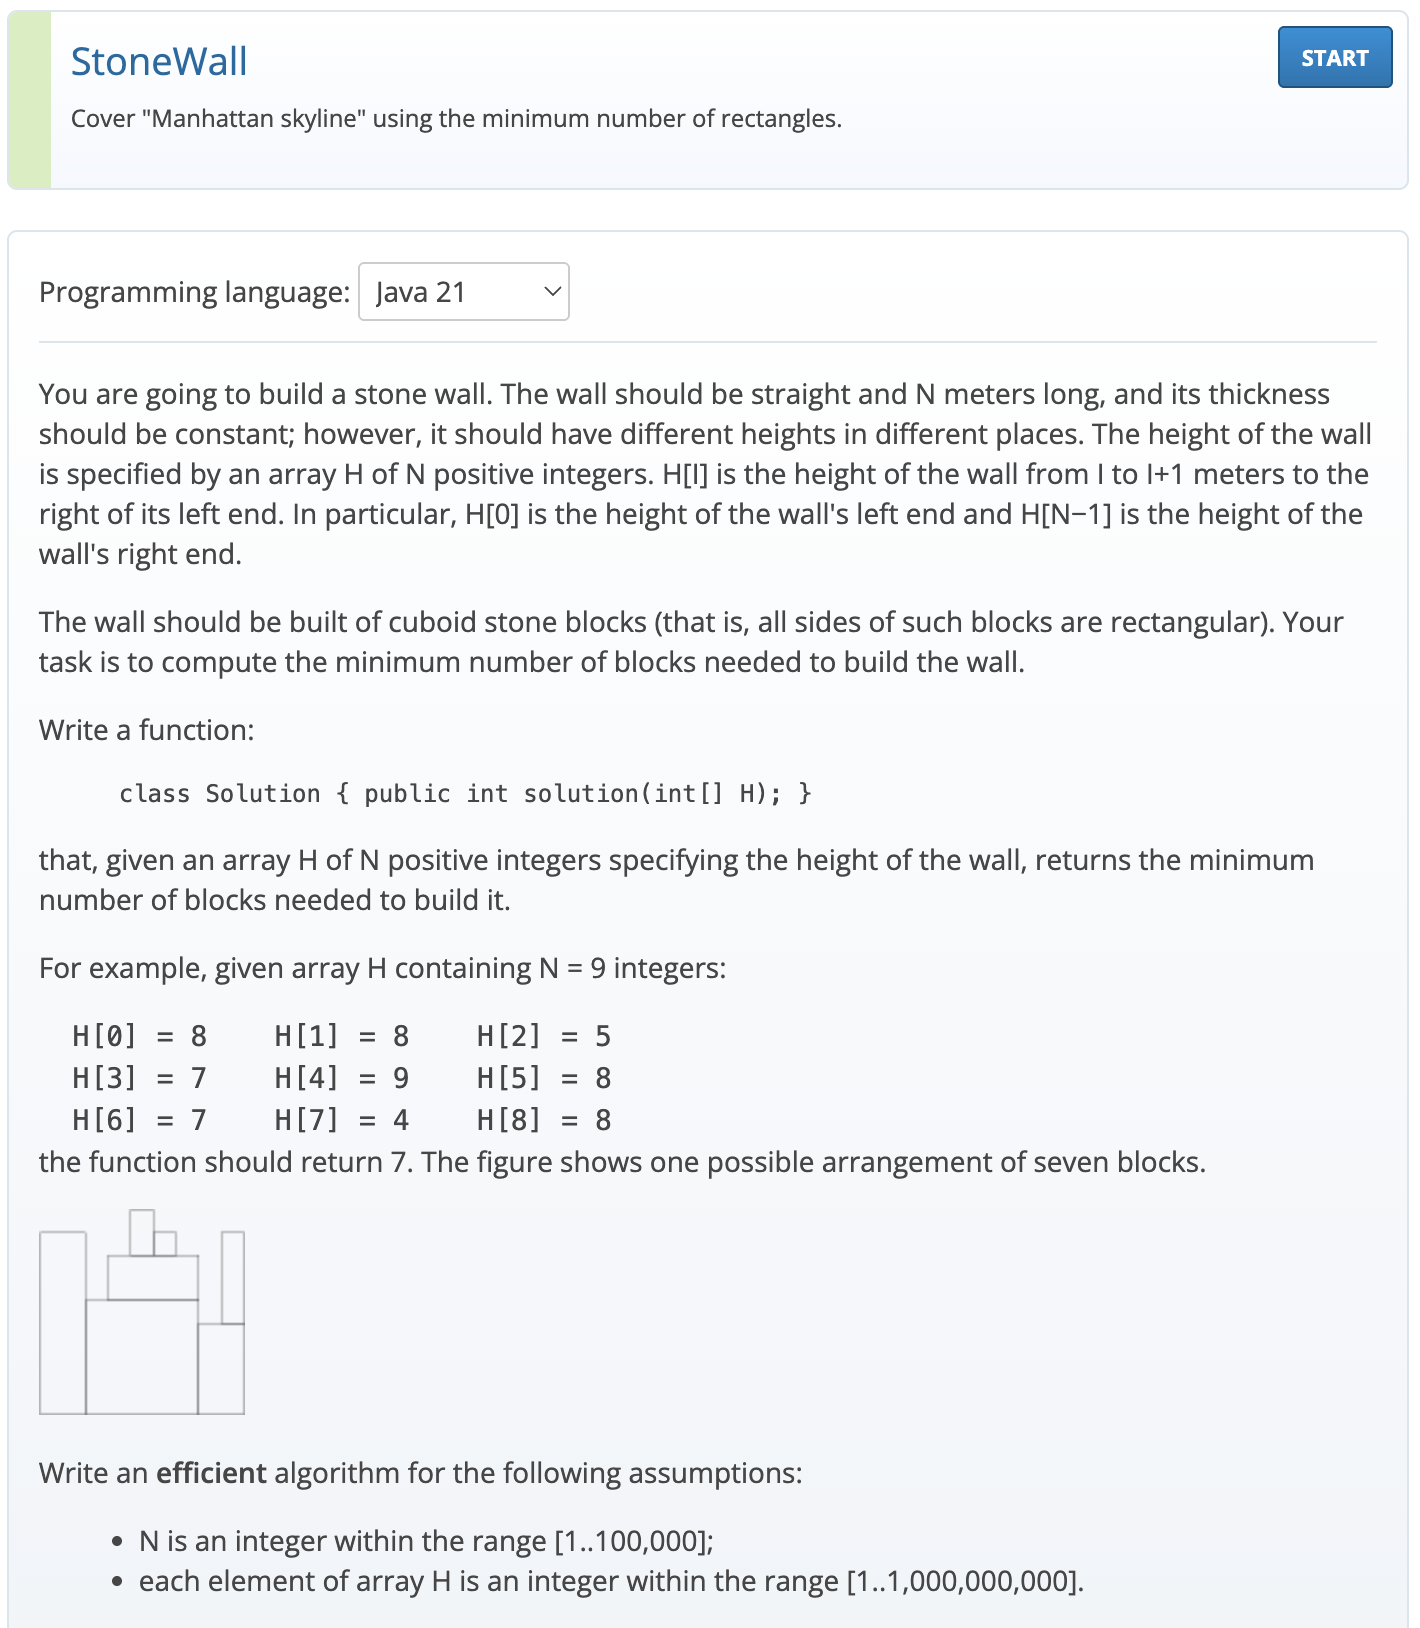 StoneWall
START
Cover "Manhattan skyline" using the minimum number of rectangles.
Programming language: Java 21
You are going to build a stone wall. The wall should be straight and N meters long, and its thickness
should be constant; however, it should have different heights in different places. The height of the wall
is specified by an array H of N positive integers. H[I] is the height of the wall from I to I+1 meters to the
right of its left end. In particular, H[0] is the height of the wall's left end and H[N−1] is the height of the
wall's right end.
The wall should be built of cuboid stone blocks (that is, all sides of such blocks are rectangular). Your
task is to compute the minimum number of blocks needed to build the wall.
Write a function:
class Solution { public int solution(int[] H); }
that, given an array H of N positive integers specifying the height of the wall, returns the minimum
number of blocks needed to build it.
For example, given array H containing N = 9 integers:
H[0] = 8    H[1] = 8    H[2] = 5
H[3] = 7    H[4] = 9    H[5] = 8
H[6] = 7    H[7] = 4    H[8] = 8
the function should return 7. The figure shows one possible arrangement of seven blocks.
Write an efficient algorithm for the following assumptions:
• N is an integer within the range [1..100,000];
• each element of array H is an integer within the range [1..1,000,000,000].